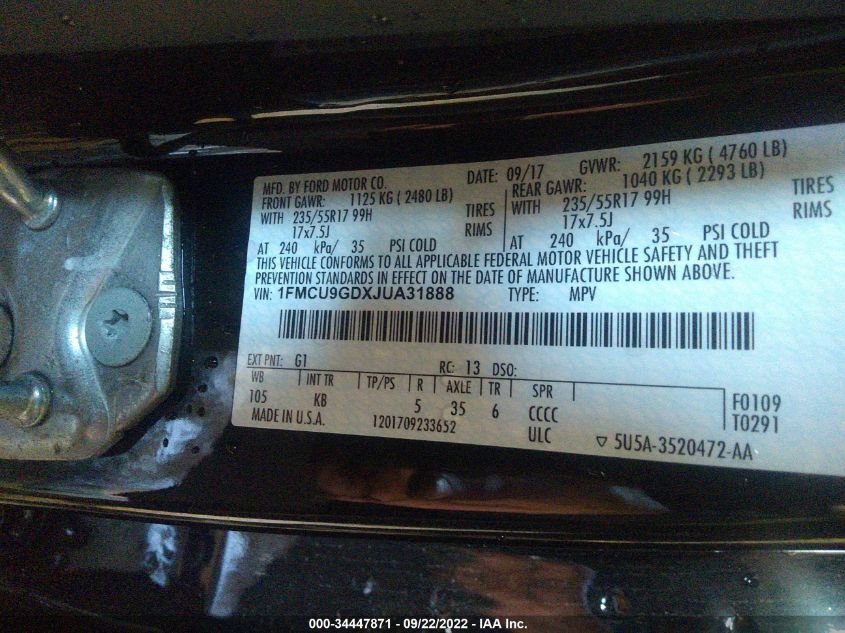 MFD. BY FORD MOTOR CO. DATE: 09/17 GVWR: 2159 KG ( 4760 LB)
FRONT GAWR: 1125 KG ( 2480 LB) REAR GAWR: 1040 KG ( 2293 LB)
WITH 235/55R17 99H TIRES WITH 235/55R17 99H TIRES
17x7.5J RIMS 17x7.5J RIMS
AT 240 kPa/ 35 PSI COLD AT 240 kPa/ 35 PSI COLD
THIS VEHICLE CONFORMS TO ALL APPLICABLE FEDERAL MOTOR VEHICLE SAFETY AND THEFT
PREVENTION STANDARDS IN EFFECT ON THE DATE OF MANUFACTURE SHOWN ABOVE.
VIN: 1FMCU9GDXJUA31888 TYPE: MPV
EXT PNT: G1 RC: 13 DSO:
WB INT TR TP/PS R AXLE TR SPR
105 KB 5 35 6 CCCC F0109
MADE IN U.S.A. 1201709233652 ULC T0291
5U5A-3520472-AA
000-34447871 - 09/22/2022 - IAA Inc.